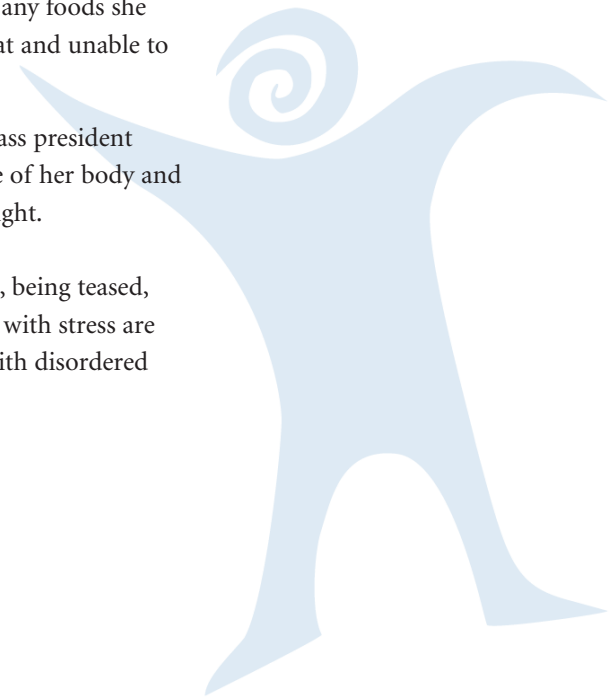 any foods she
at and unable to
ass president
e of her body and
ght.
, being teased,
with stress are
ith disordered